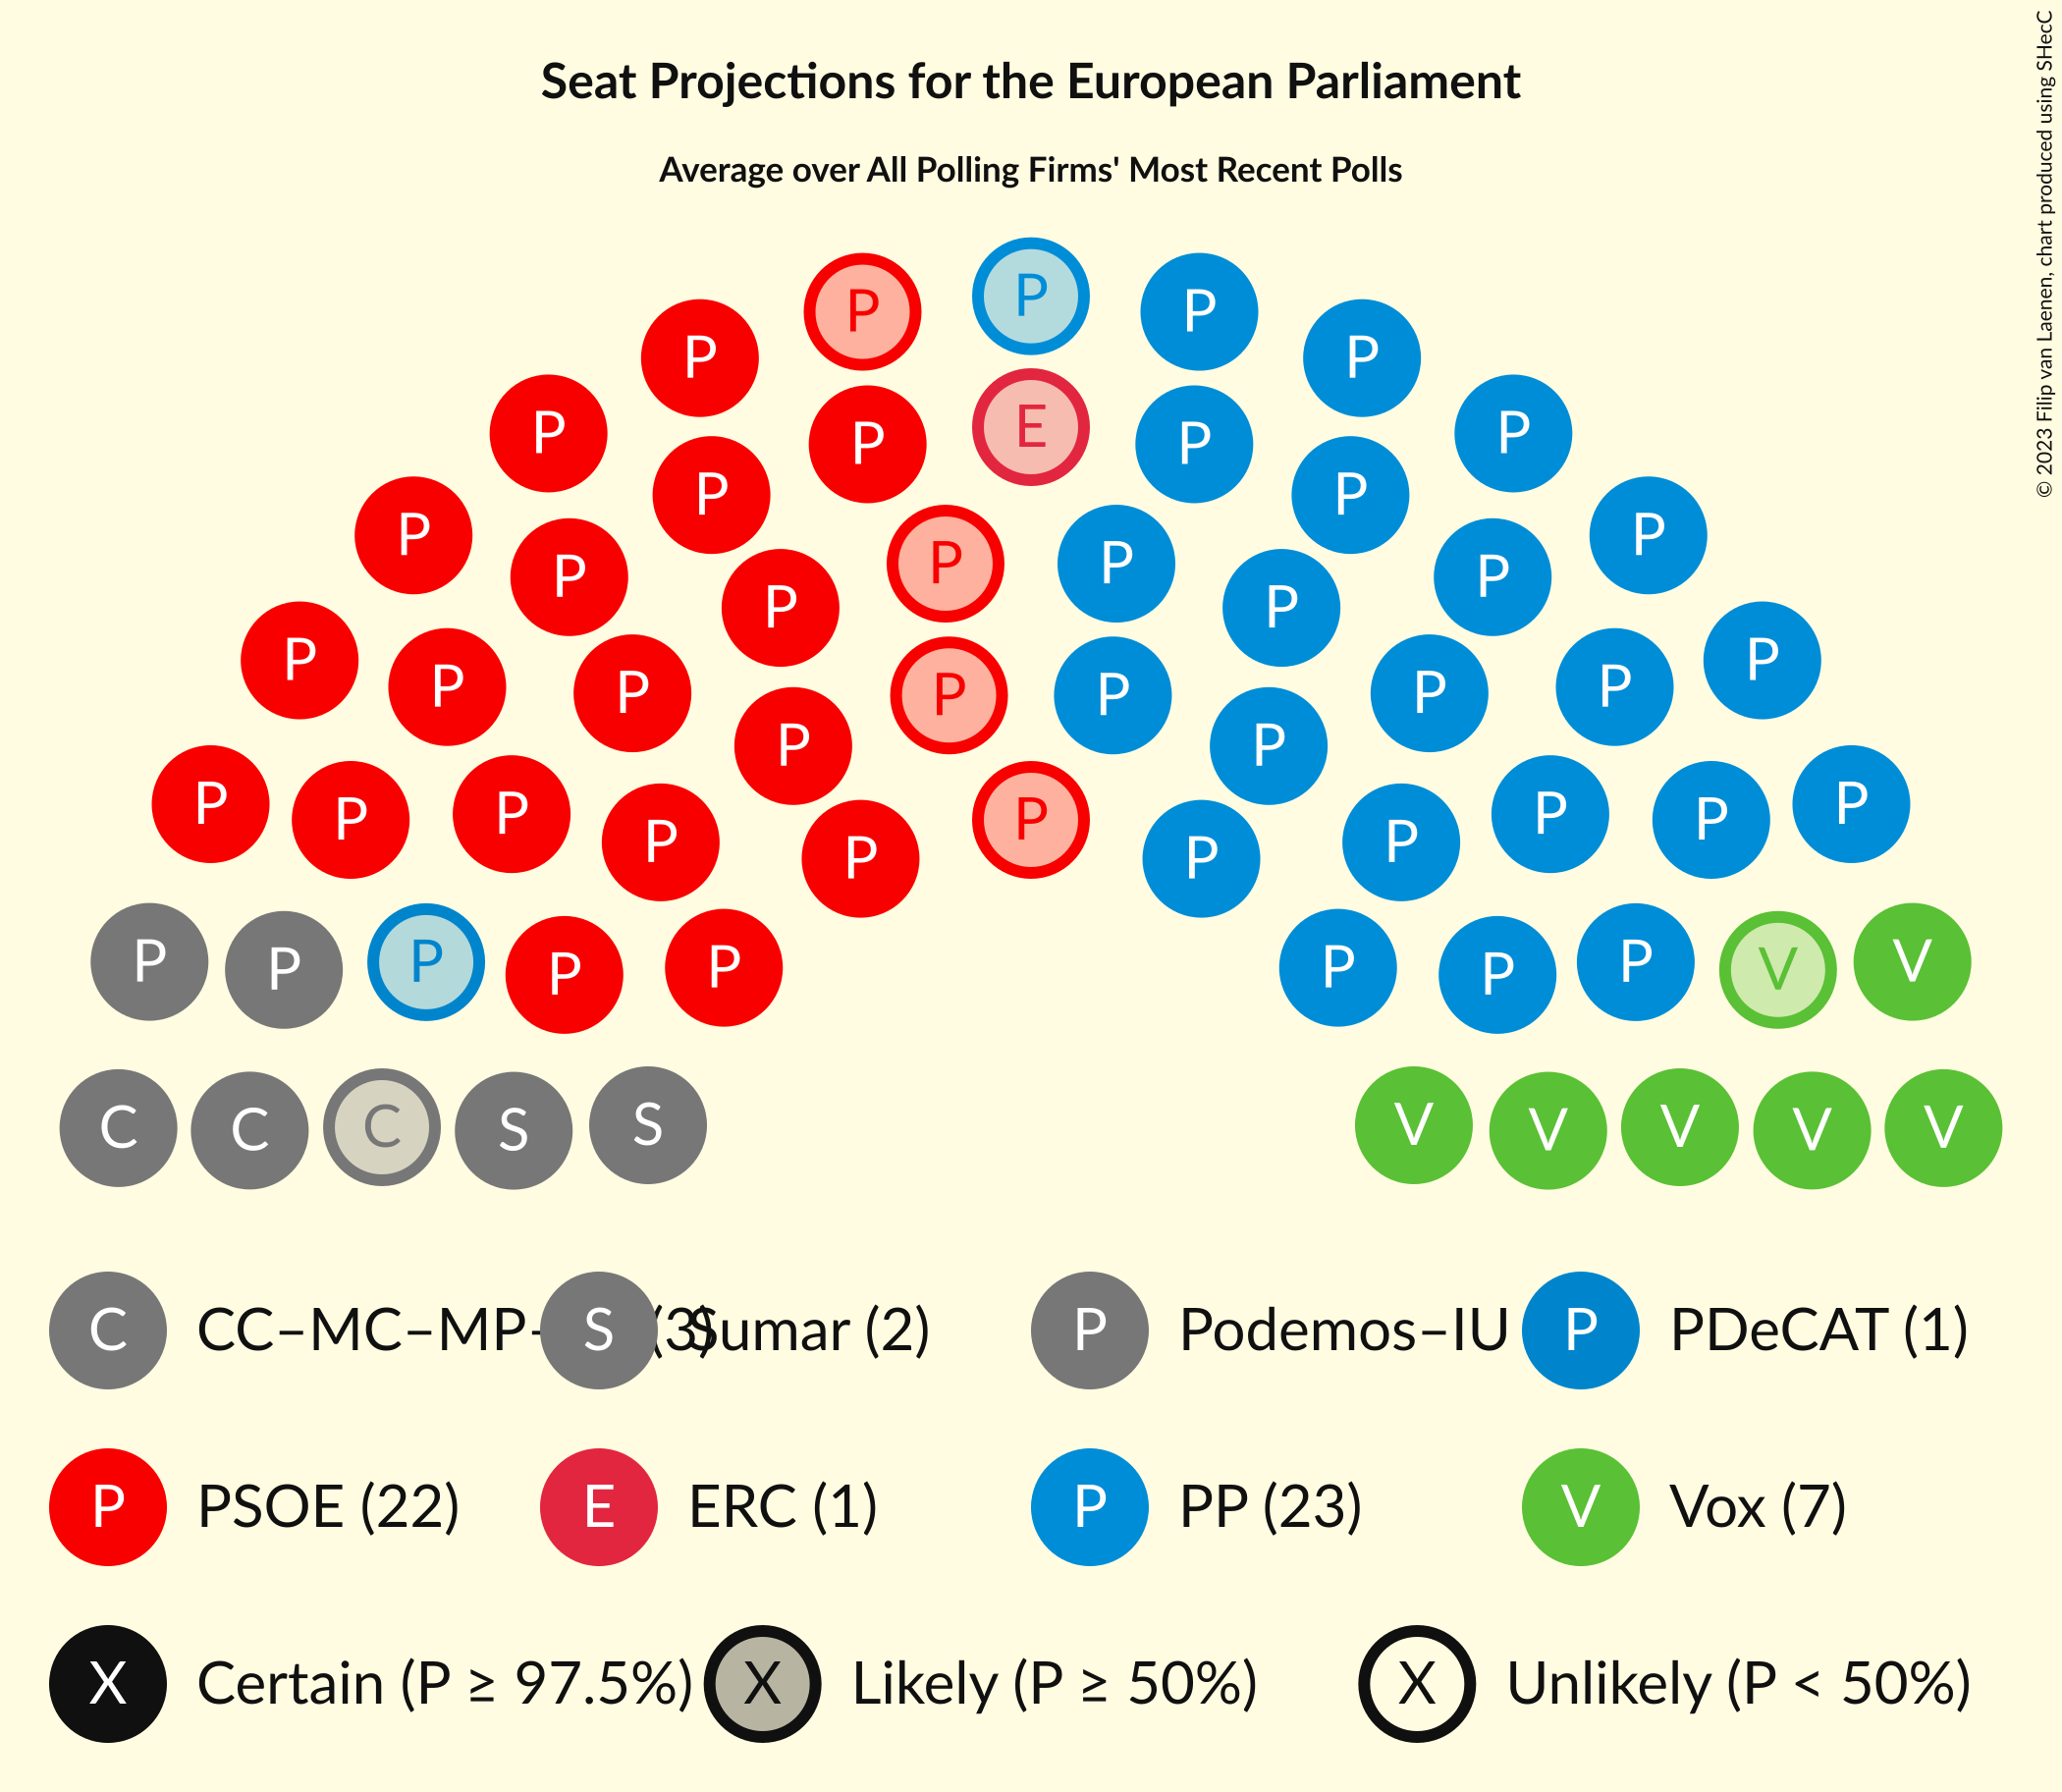 Seat Projections for the European Parliament
Average over All Polling Firms' Most Recent Polls
© 2023 Filip van Laenen, chart produced using SHecC
P P P P P
P P E P P
P P P P P P
P P P P P P
P P P P P P
P P P P P P
P P P P P P P
P P P P P P P P
P P P P P P P P V V
C C C S S V V V V V
C CC–MC–MP– (3) S Sumar (2) P Podemos–IU P PDeCAT (1)
P PSOE (22) E ERC (1) P PP (23) V Vox (7)
X Certain (P ≥ 97.5%) X Likely (P ≥ 50%) X Unlikely (P < 50%)